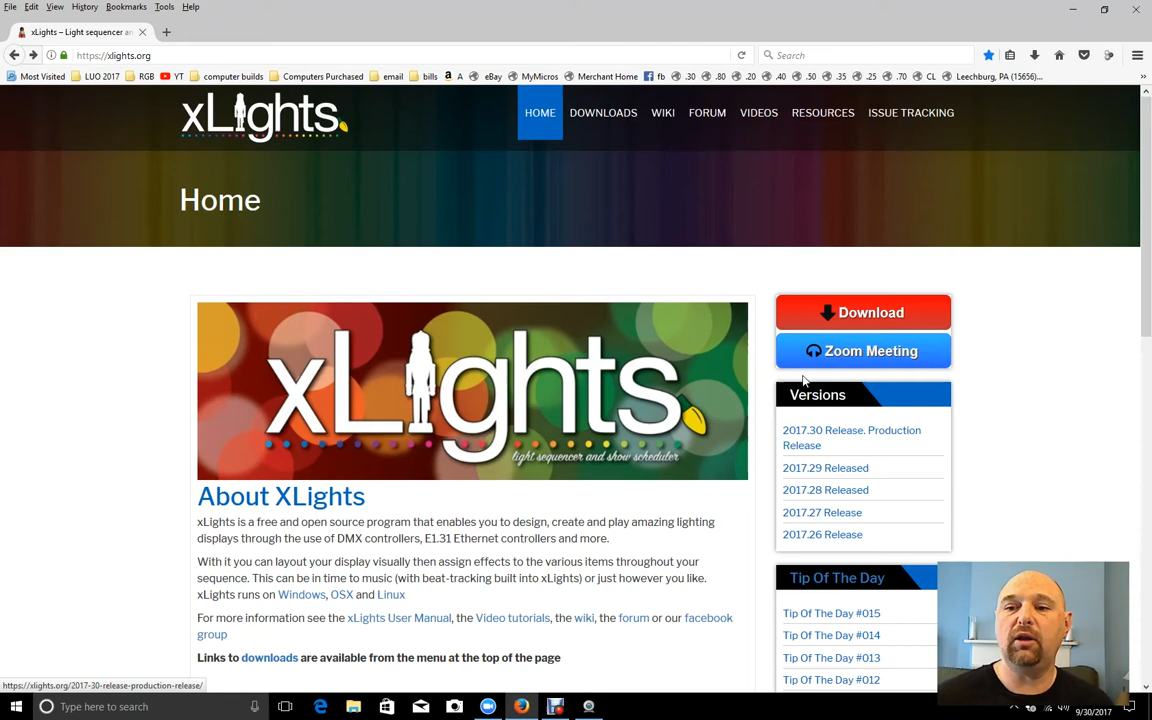 File Edit View History Bookmarks Tools Help
xLights – Light sequencer an
https://xlights.org
Search
Most Visited LUO 2017 RGB YT computer builds Computers Purchased email bills A eBay MyMicros Merchant Home fb .30 .80 .20 .40 .50 .35 .25 .70 CL Leechburg, PA (15656)...
xLights
HOME DOWNLOADS WIKI FORUM VIDEOS RESOURCES ISSUE TRACKING
Home
xLights
light sequencer and show scheduler
Download
Zoom Meeting
Versions
2017.30 Release. Production
Release
2017.29 Released
2017.28 Released
2017.27 Release
2017.26 Release
About XLights
xLights is a free and open source program that enables you to design, create and play amazing lighting
displays through the use of DMX controllers, E1.31 Ethernet controllers and more.
With it you can layout your display visually then assign effects to the various items throughout your
sequence. This can be in time to music (with beat-tracking built into xLights) or just however you like.
xLights runs on Windows, OSX and Linux
For more information see the xLights User Manual, the Video tutorials, the wiki, the forum or our facebook
group
Links to downloads are available from the menu at the top of the page
Tip Of The Day
Tip Of The Day #015
Tip Of The Day #014
Tip Of The Day #013
Tip Of The Day #012
https://xlights.org/2017-30-release-production-release/
Type here to search
9/30/2017